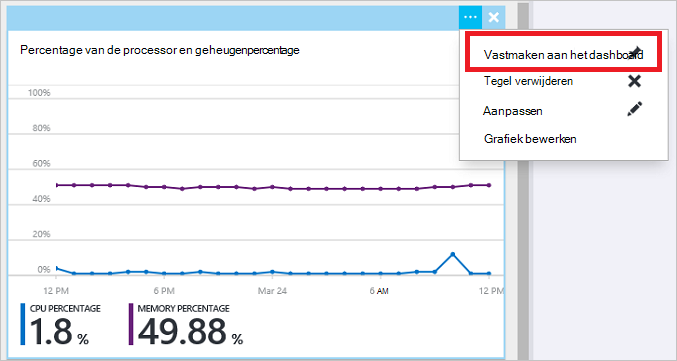 Percentage van de processor en geheugenpercentage
Vastmaken aan het dashboard
Tegel verwijderen
Aanpassen
Grafiek bewerken
100%
80%
60%
40%
20%
0%
12 PM
6 PM
Mar 24
6 AM
12 PM
CPU PERCENTAGE
1.8 %
MEMORY PERCENTAGE
49.88 %